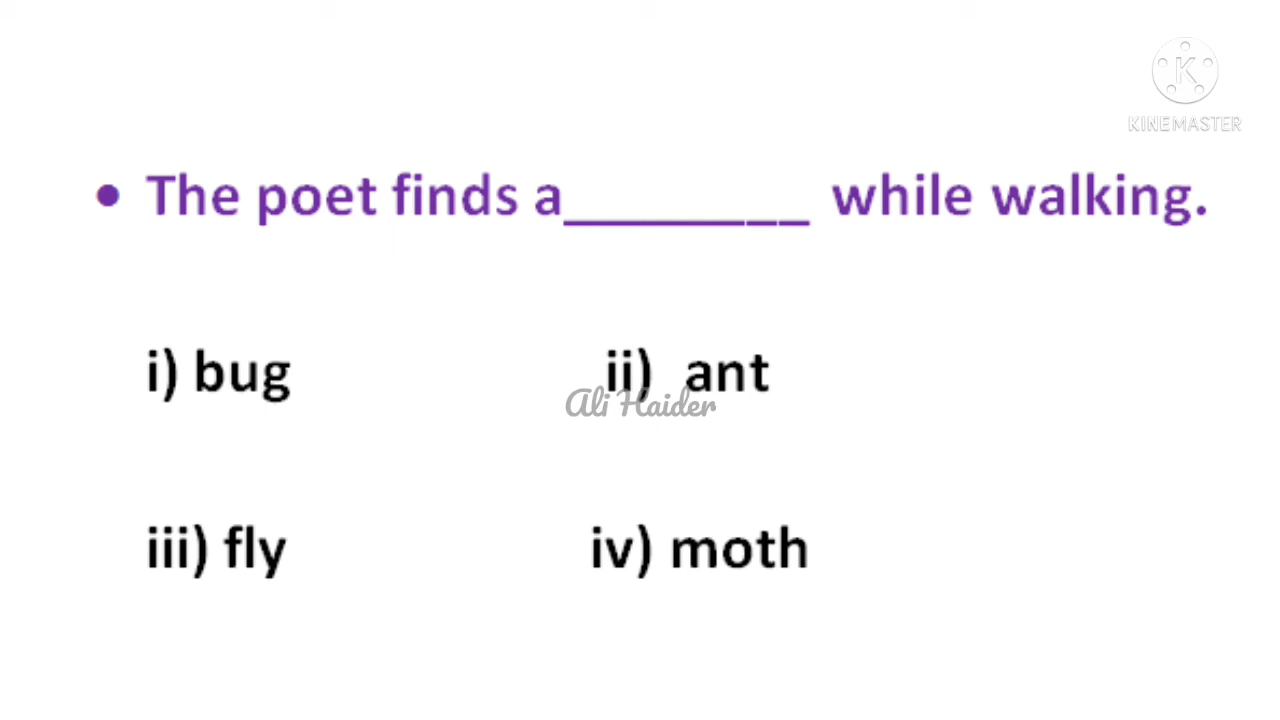 KINEMASTER
• The poet finds a________ while walking.
i) bug ii) ant
Ali Haider
iii) fly iv) moth